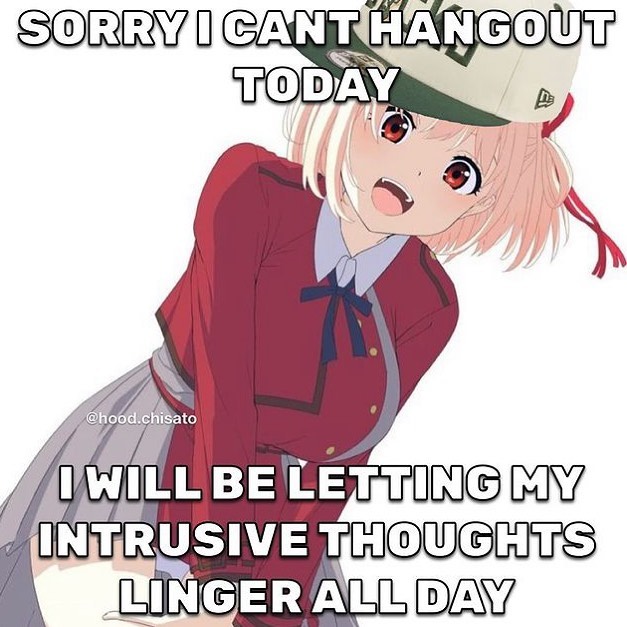 SORRY I CANT HANGOUT
TODAY
@hood.chisato
I WILL BE LETTING MY
INTRUSIVE THOUGHTS
LINGER ALL DAY